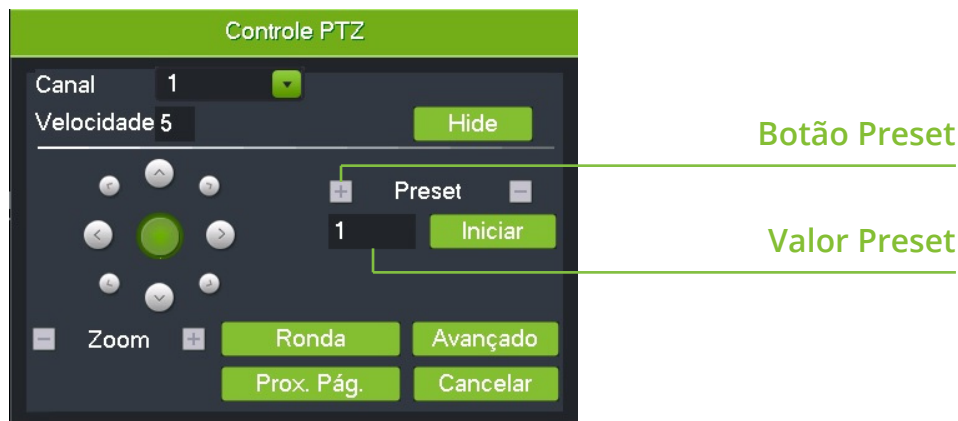 Controle PTZ
Canal 1
Velocidade 5 Hide
Botão Preset
+ Preset -
1 Iniciar
Valor Preset
- Zoom + Ronda Avançado
Prox. Pág. Cancelar